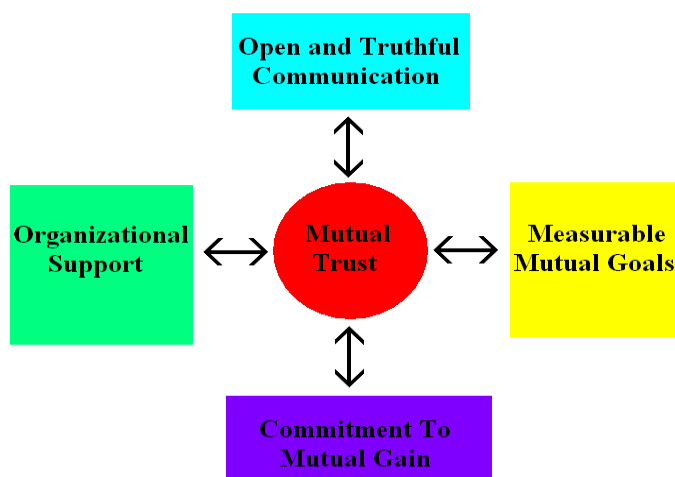 Open and Truthful
Communication
Organizational
Support
Mutual
Trust
Measurable
Mutual Goals
Commitment To
Mutual Gain